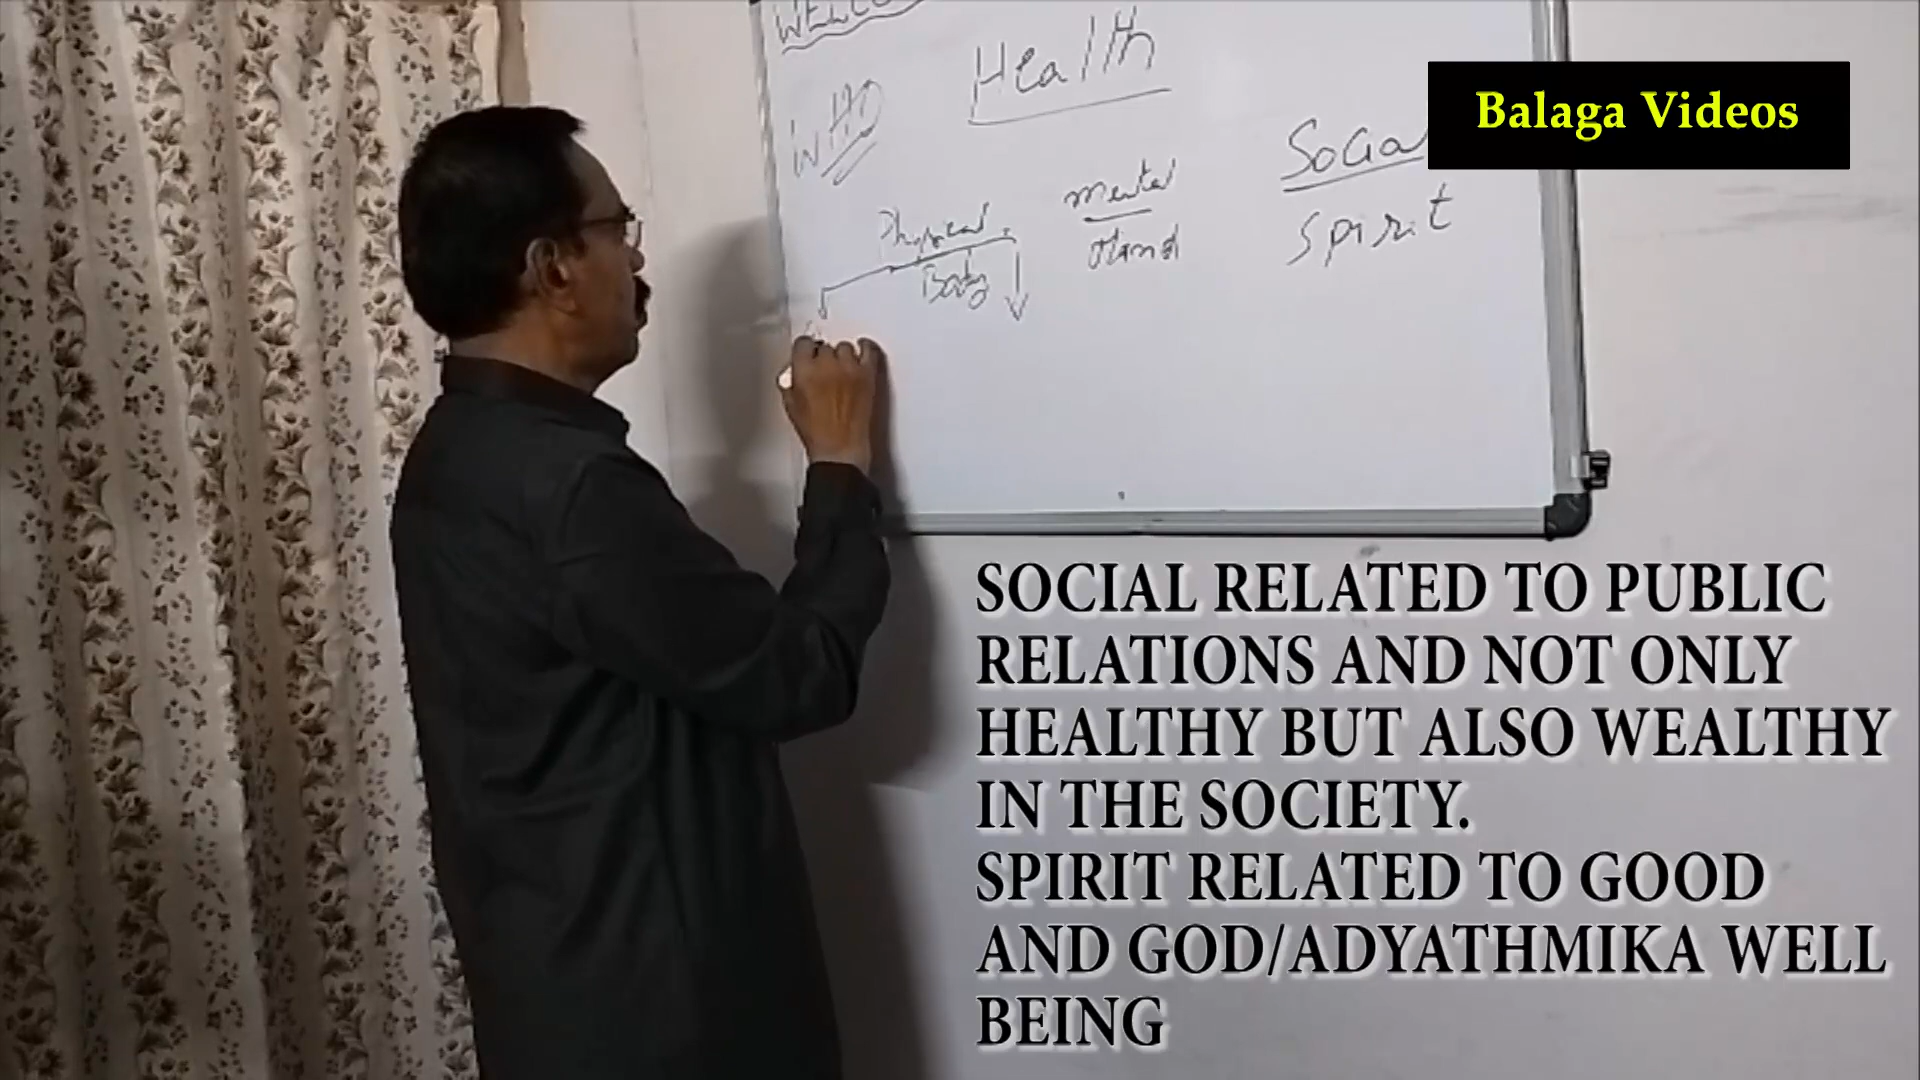 WELCO
Health
WHO
Balaga Videos
Social
Physical
mental
Spirit
Body
SOCIAL RELATED TO PUBLIC
RELATIONS AND NOT ONLY
HEALTHY BUT ALSO WEALTHY
IN THE SOCIETY.
SPIRIT RELATED TO GOOD
AND GOD/ADYATHMIKA WELL
BEING